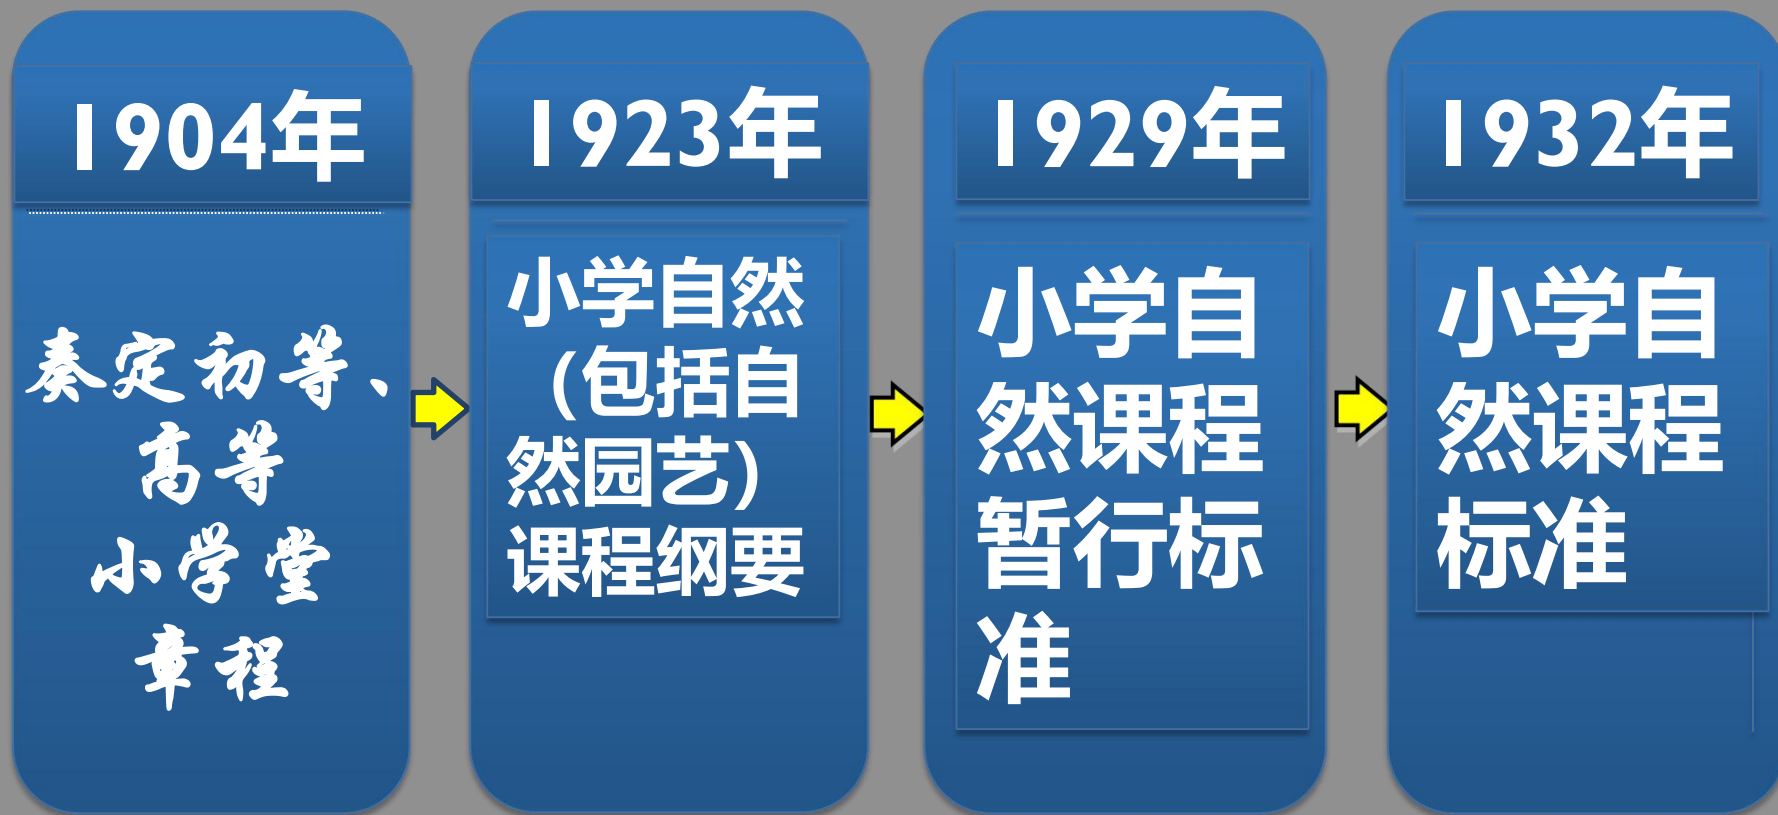 1904年
奏定初等、
高等
小学堂
章程
1923年
小学自然
（包括自
然园艺）
课程纲要
1929年
小学自
然课程
暂行标
准
1932年
小学自
然课程
标准